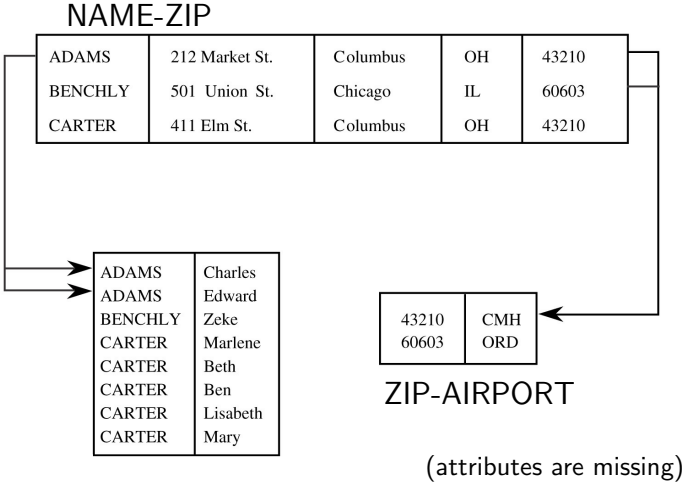 NAME-ZIP
ADAMS 212 Market St. Columbus OH 43210
BENCHLY 501 Union St. Chicago IL 60603
CARTER 411 Elm St. Columbus OH 43210
ADAMS Charles
ADAMS Edward
BENCHLY Zeke
CARTER Marlene
CARTER Beth
CARTER Ben
CARTER Lisabeth
CARTER Mary
43210 CMH
60603 ORD
ZIP-AIRPORT
(attributes are missing)